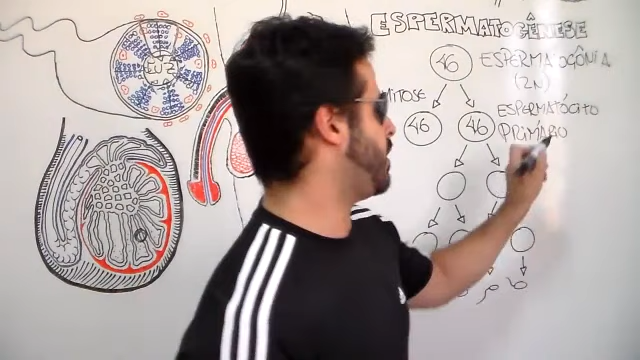 ESPERMATOGÊNESE
46
ESPERMATOGÔNIA
(2N)
MITOSE
46
46
ESPERMATÓCITO
PRIMÁRIO